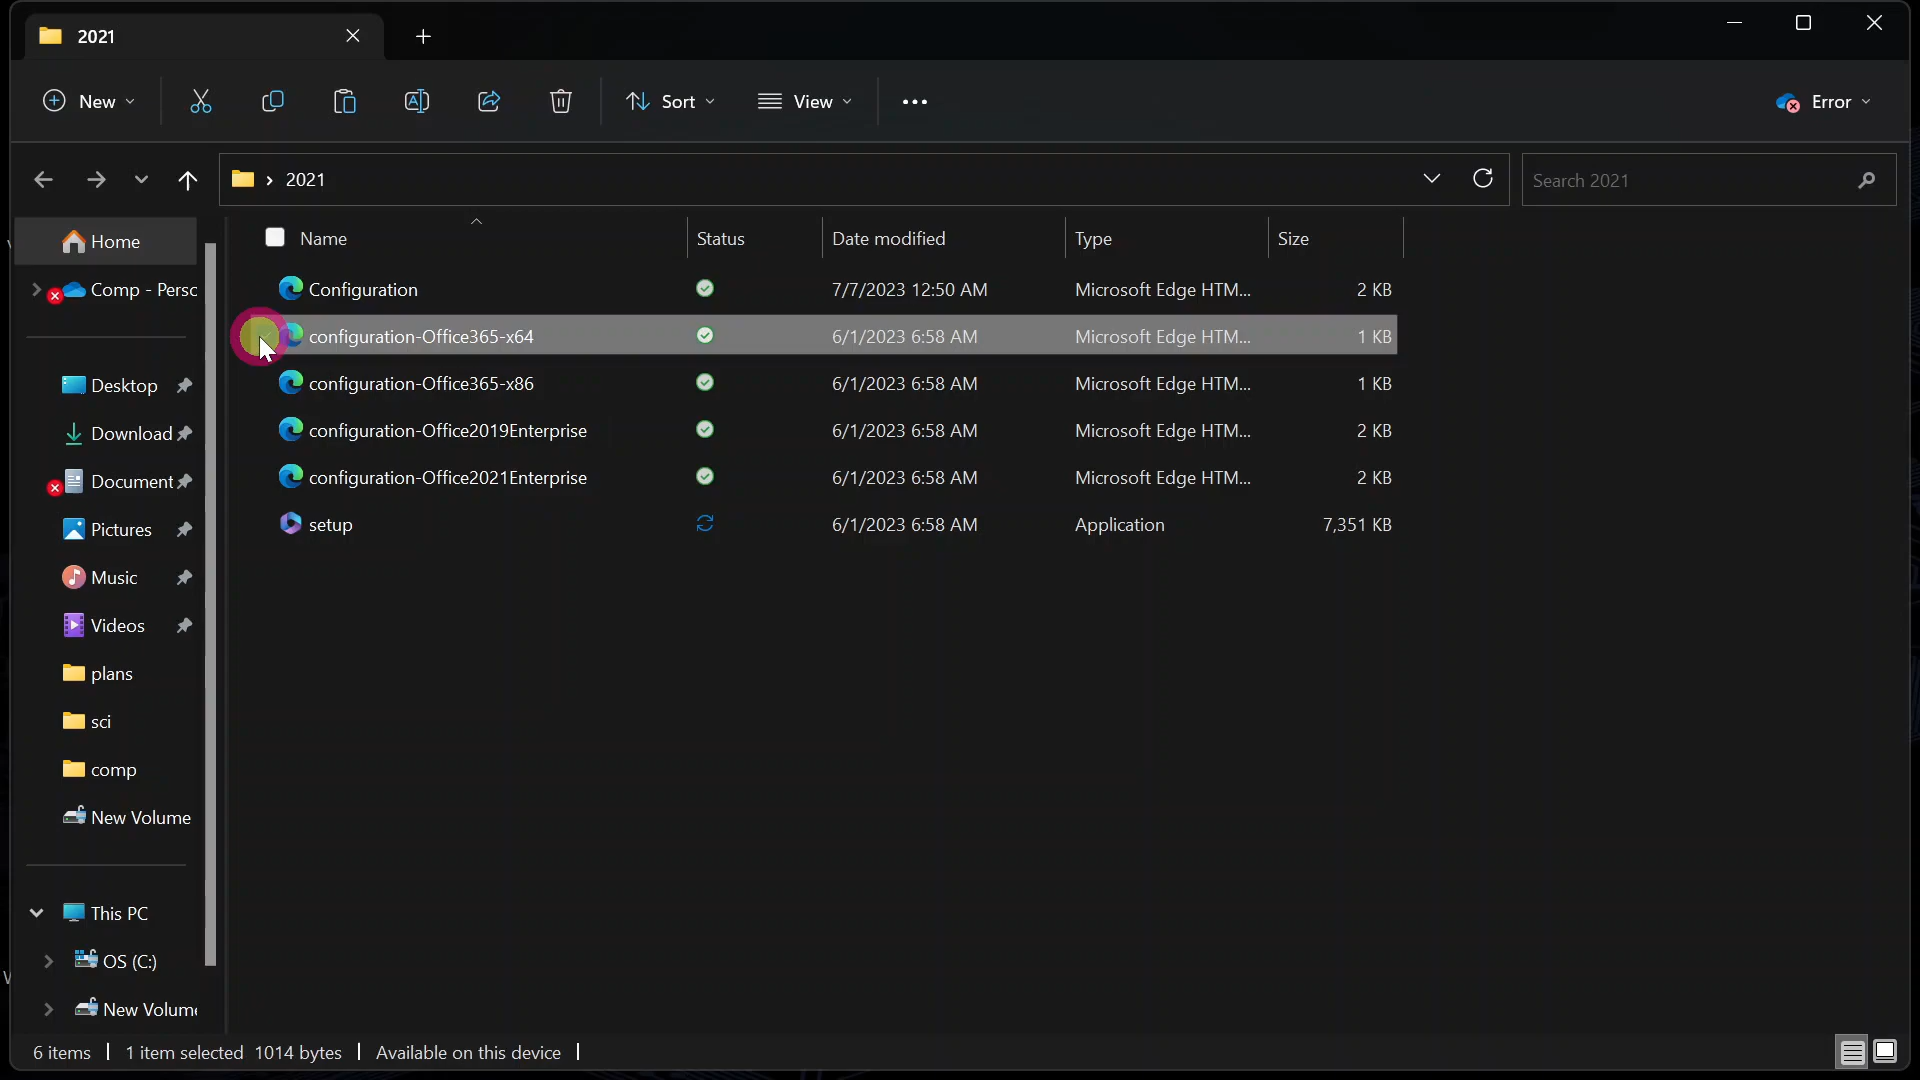 2021
New
Sort
View
Error
2021
Search 2021
Home
Comp - Persc
Desktop
Download
Document
Pictures
Music
Videos
plans
sci
comp
New Volume
This PC
OS (C:)
New Volume
Name Status Date modified Type Size
Configuration 7/7/2023 12:50 AM Microsoft Edge HTM... 2 KB
configuration-Office365-x64 6/1/2023 6:58 AM Microsoft Edge HTM... 1 KB
configuration-Office365-x86 6/1/2023 6:58 AM Microsoft Edge HTM... 1 KB
configuration-Office2019Enterprise 6/1/2023 6:58 AM Microsoft Edge HTM... 2 KB
configuration-Office2021Enterprise 6/1/2023 6:58 AM Microsoft Edge HTM... 2 KB
setup 6/1/2023 6:58 AM Application 7,351 KB
6 items 1 item selected 1014 bytes Available on this device